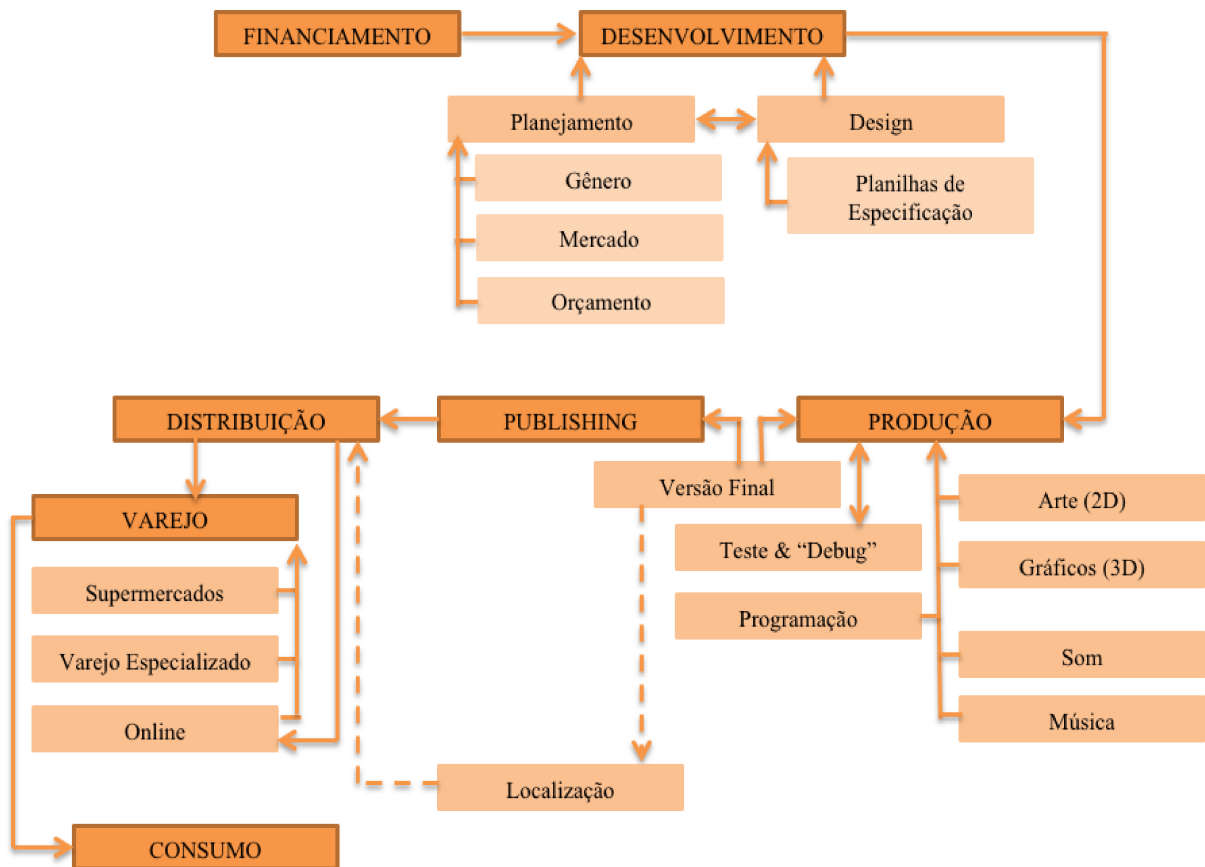 FINANCIAMENTO
DESENVOLVIMENTO
Planejamento
Design
Gênero
Planilhas de
Especificação
Mercado
Orçamento
DISTRIBUIÇÃO
PUBLISHING
PRODUÇÃO
Versão Final
Arte (2D)
VAREJO
Teste & “Debug”
Gráficos (3D)
Supermercados
Programação
Varejo Especializado
Som
Online
Música
Localização
CONSUMO